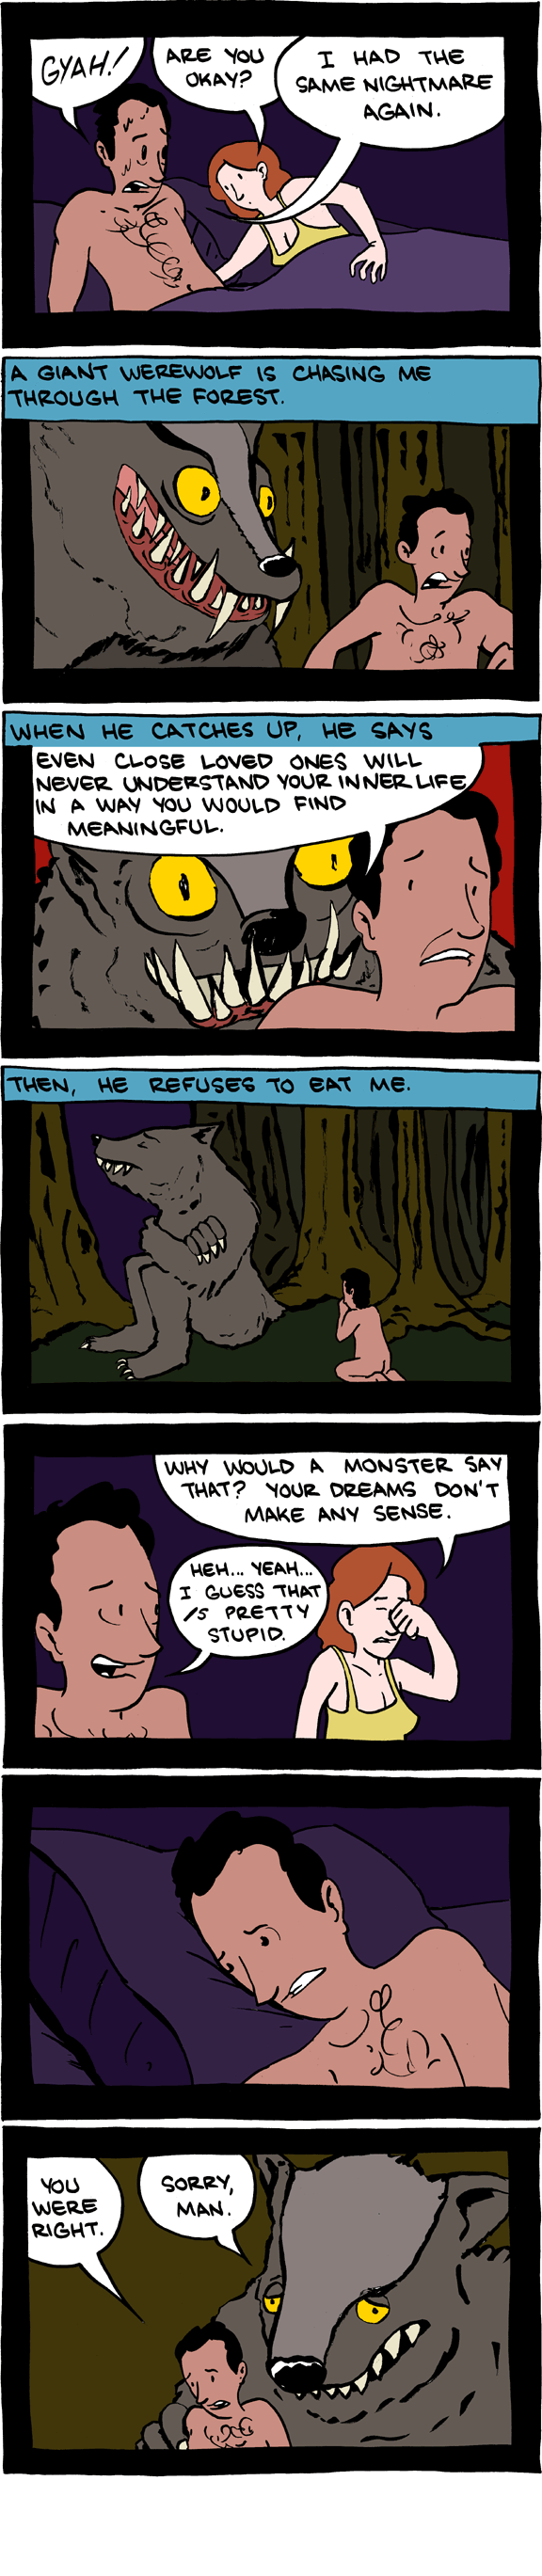 GYAH!
ARE YOU
OKAY?
I HAD THE
SAME NIGHTMARE
AGAIN.
A GIANT WEREWOLF IS CHASING ME
THROUGH THE FOREST.
WHEN HE CATCHES UP, HE SAYS
EVEN CLOSE LOVED ONES WILL
NEVER UNDERSTAND YOUR INNER LIFE
IN A WAY YOU WOULD FIND
MEANINGFUL.
THEN, HE REFUSES TO EAT ME.
WHY WOULD A MONSTER SAY
THAT? YOUR DREAMS DON'T
MAKE ANY SENSE.
HEH... YEAH...
I GUESS THAT
IS PRETTY
STUPID.
YOU
WERE
RIGHT.
SORRY,
MAN.